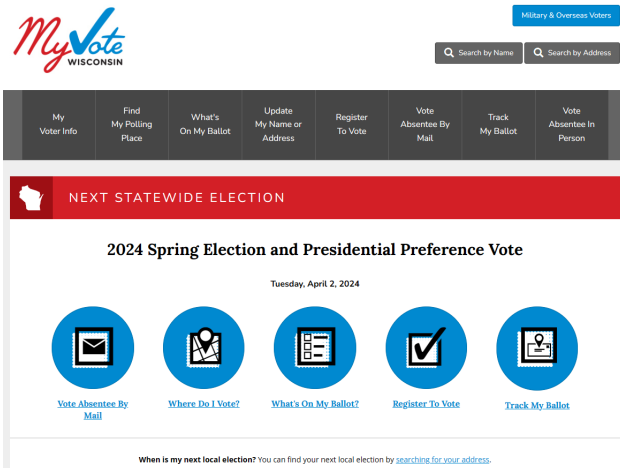 MyVote
WISCONSIN
Military & Overseas Voters
Search by Name
Search by Address
My
Voter Info
Find
My Polling
Place
What's
On My Ballot
Update
My Name or
Address
Register
To Vote
Vote
Absentee By
Mail
Track
My Ballot
Vote
Absentee In
Person
NEXT STATEWIDE ELECTION
2024 Spring Election and Presidential Preference Vote
Tuesday, April 2, 2024
Vote Absentee By
Mail
Where Do I Vote?
What's On My Ballot?
Register To Vote
Track My Ballot
When is my next local election? You can find your next local election by searching for your address.